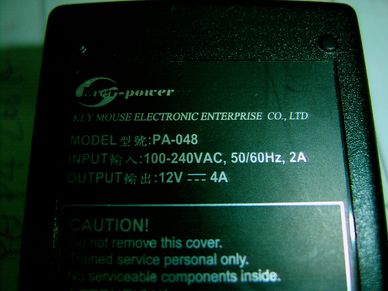 -power
KEY MOUSE ELECTRONIC ENTERPRISE CO., LTD
MODEL型號:PA-048
INPUT輸入:100-240VAC, 50/60Hz, 2A
OUTPUT輸出:12V ⎓ 4A
CAUTION!
Do not remove this cover.
Trained service personal only.
No serviceable components inside.